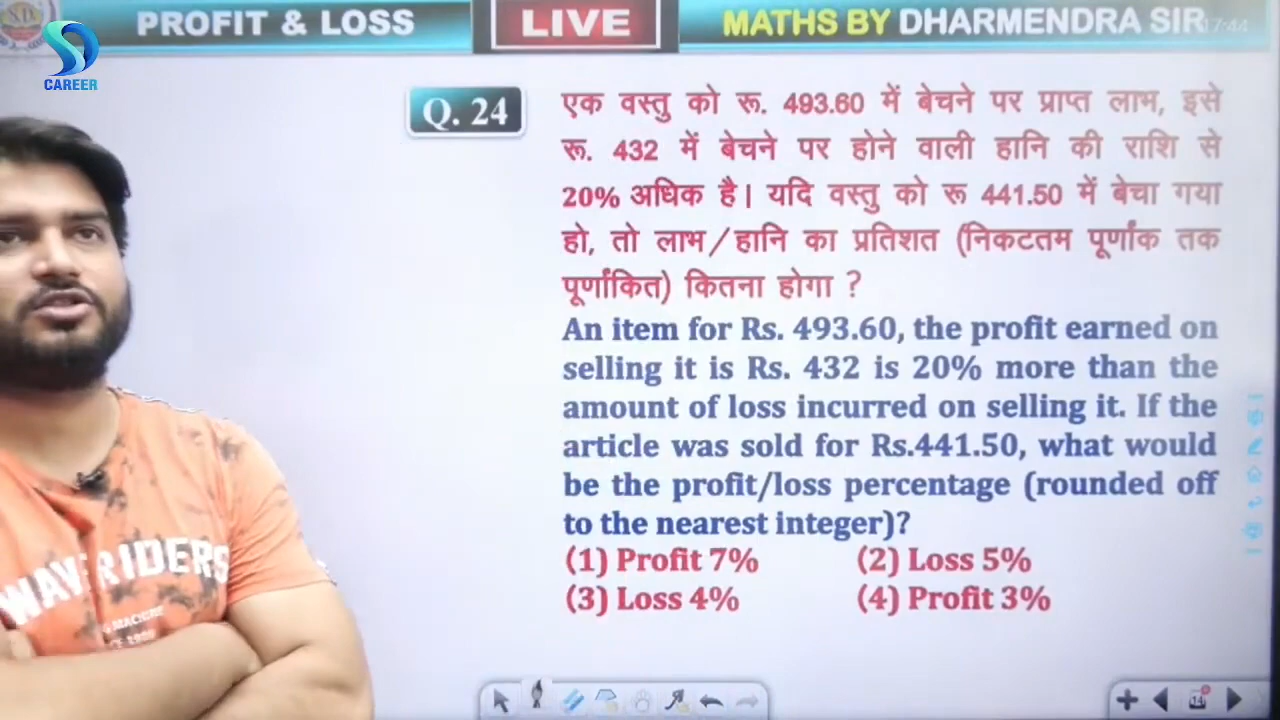 CAREER
PROFIT & LOSS
LIVE
MATHS BY DHARMENDRA SIR
17:44
Q. 24
एक वस्तु को रू. 493.60 में बेचने पर प्राप्त लाभ, इसे
रू. 432 में बेचने पर होने वाली हानि की राशि से
20% अधिक है। यदि वस्तु को रू 441.50 में बेचा गया
हो, तो लाभ/हानि का प्रतिशत (निकटतम पूर्णांक तक
पूर्णांकित) कितना होगा ?
An item for Rs. 493.60, the profit earned on
selling it is Rs. 432 is 20% more than the
amount of loss incurred on selling it. If the
article was sold for Rs.441.50, what would
be the profit/loss percentage (rounded off
to the nearest integer)?
(1) Profit 7% (2) Loss 5%
(3) Loss 4% (4) Profit 3%
RIDERS
14